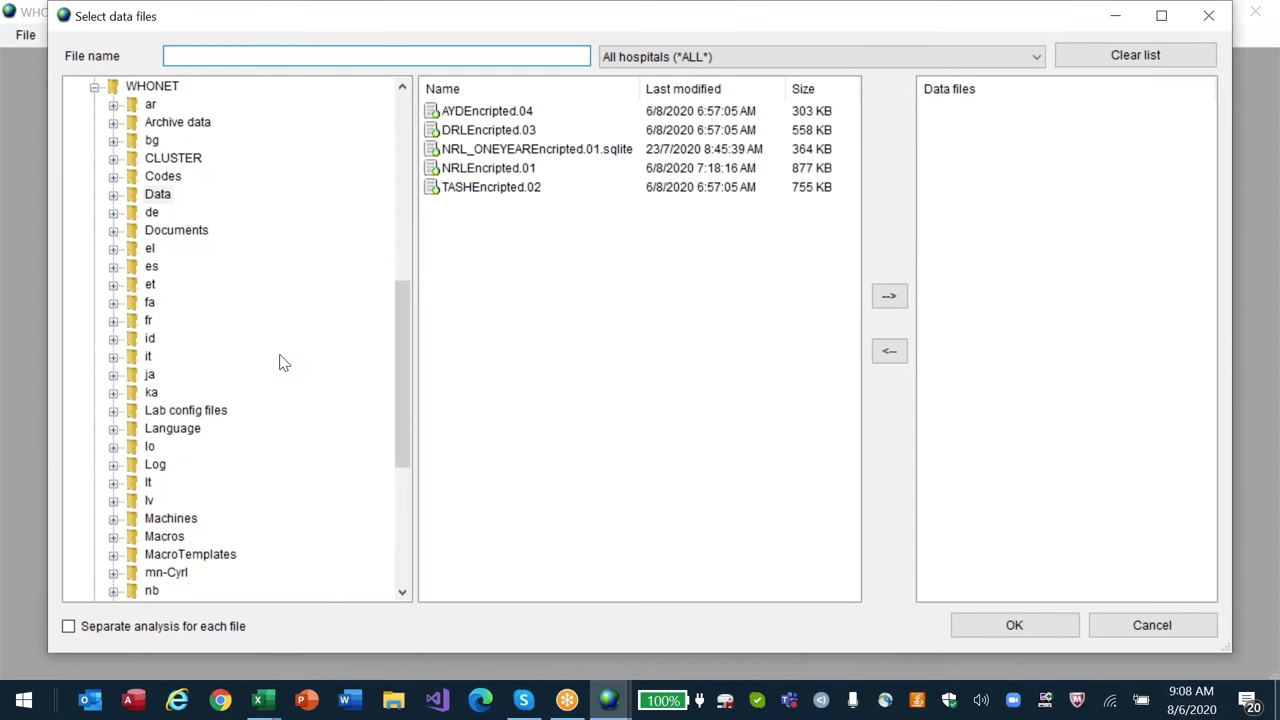 WHO
Select data files
File
File name
All hospitals (*ALL*)
Clear list
WHONET
ar
Archive data
bg
CLUSTER
Codes
Data
de
Documents
el
es
et
fa
fr
id
it
ja
ka
Lab config files
Language
lo
Log
lt
lv
Machines
Macros
MacroTemplates
mn-Cyrl
nb
Name Last modified Size
AYDEncripted.04 6/8/2020 6:57:05 AM 303 KB
DRLEncripted.03 6/8/2020 6:57:05 AM 558 KB
NRL_ONEYEAREncripted.01.sqlite 23/7/2020 8:45:39 AM 364 KB
NRLEncripted.01 6/8/2020 7:18:16 AM 877 KB
TASHEncripted.02 6/8/2020 6:57:05 AM 755 KB
-->
<--
Data files
Separate analysis for each file
OK
Cancel
100%
9:08 AM
8/6/2020
20